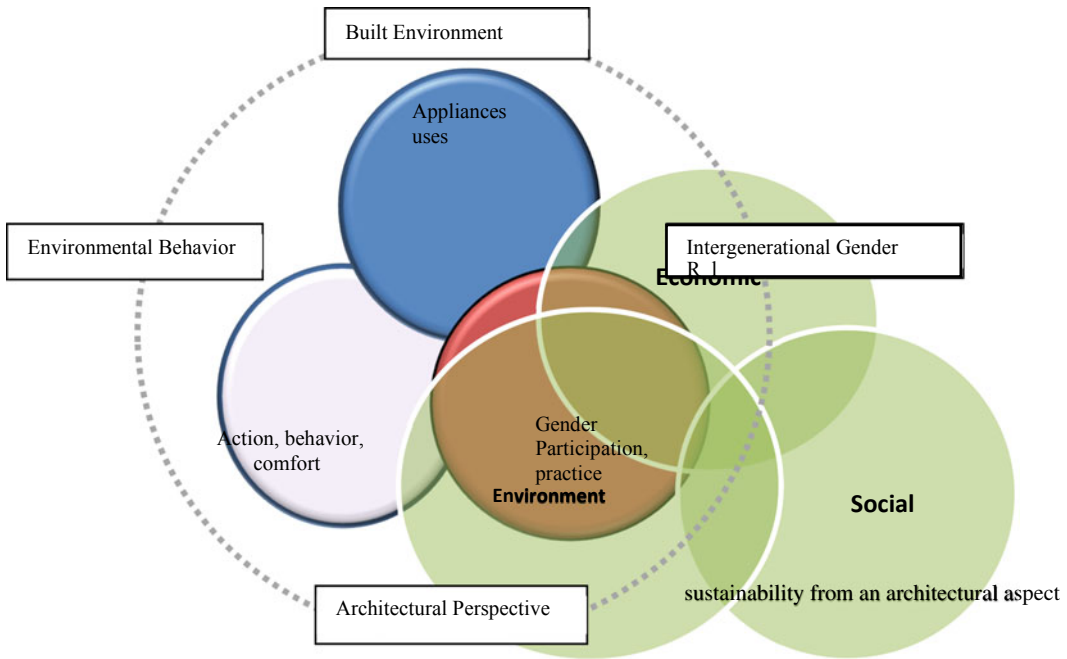 Built Environment
Appliances
uses
Environmental Behavior
Intergenerational Gender
Economic
Action, behavior,
comfort
Gender
Participation,
practice
Environment
Social
sustainability from an architectural aspect
Architectural Perspective